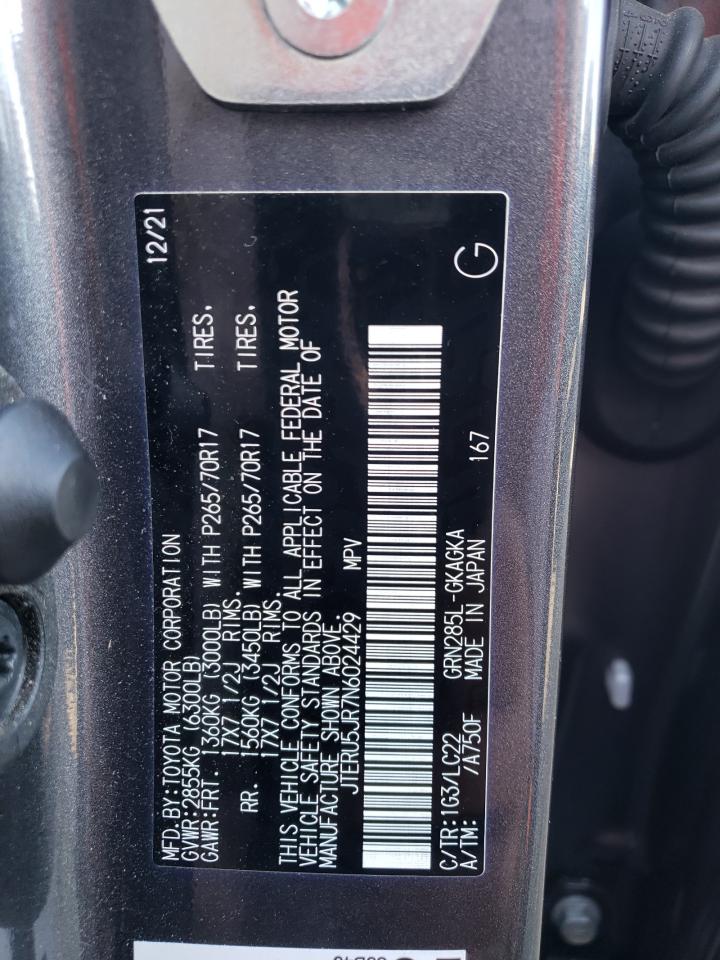 MFD.BY:TOYOTA MOTOR CORPORATION 12/21
GVWR:2855KG (6300LB)
GAWR:FRT. 1360KG (3000LB) WITH P265/70R17 TIRES,
17X7 1/2J RIMS.
RR. 1560KG (3450LB) WITH P265/70R17 TIRES,
17X7 1/2J RIMS.
THIS VEHICLE CONFORMS TO ALL APPLICABLE FEDERAL MOTOR
VEHICLE SAFETY STANDARDS IN EFFECT ON THE DATE OF
MANUFACTURE SHOWN ABOVE.
JTERU5JR7N6024429 MPV
C/TR:1G3/LC22 GRN285L-GKAGKA G
A/TM: /A750F MADE IN JAPAN 167